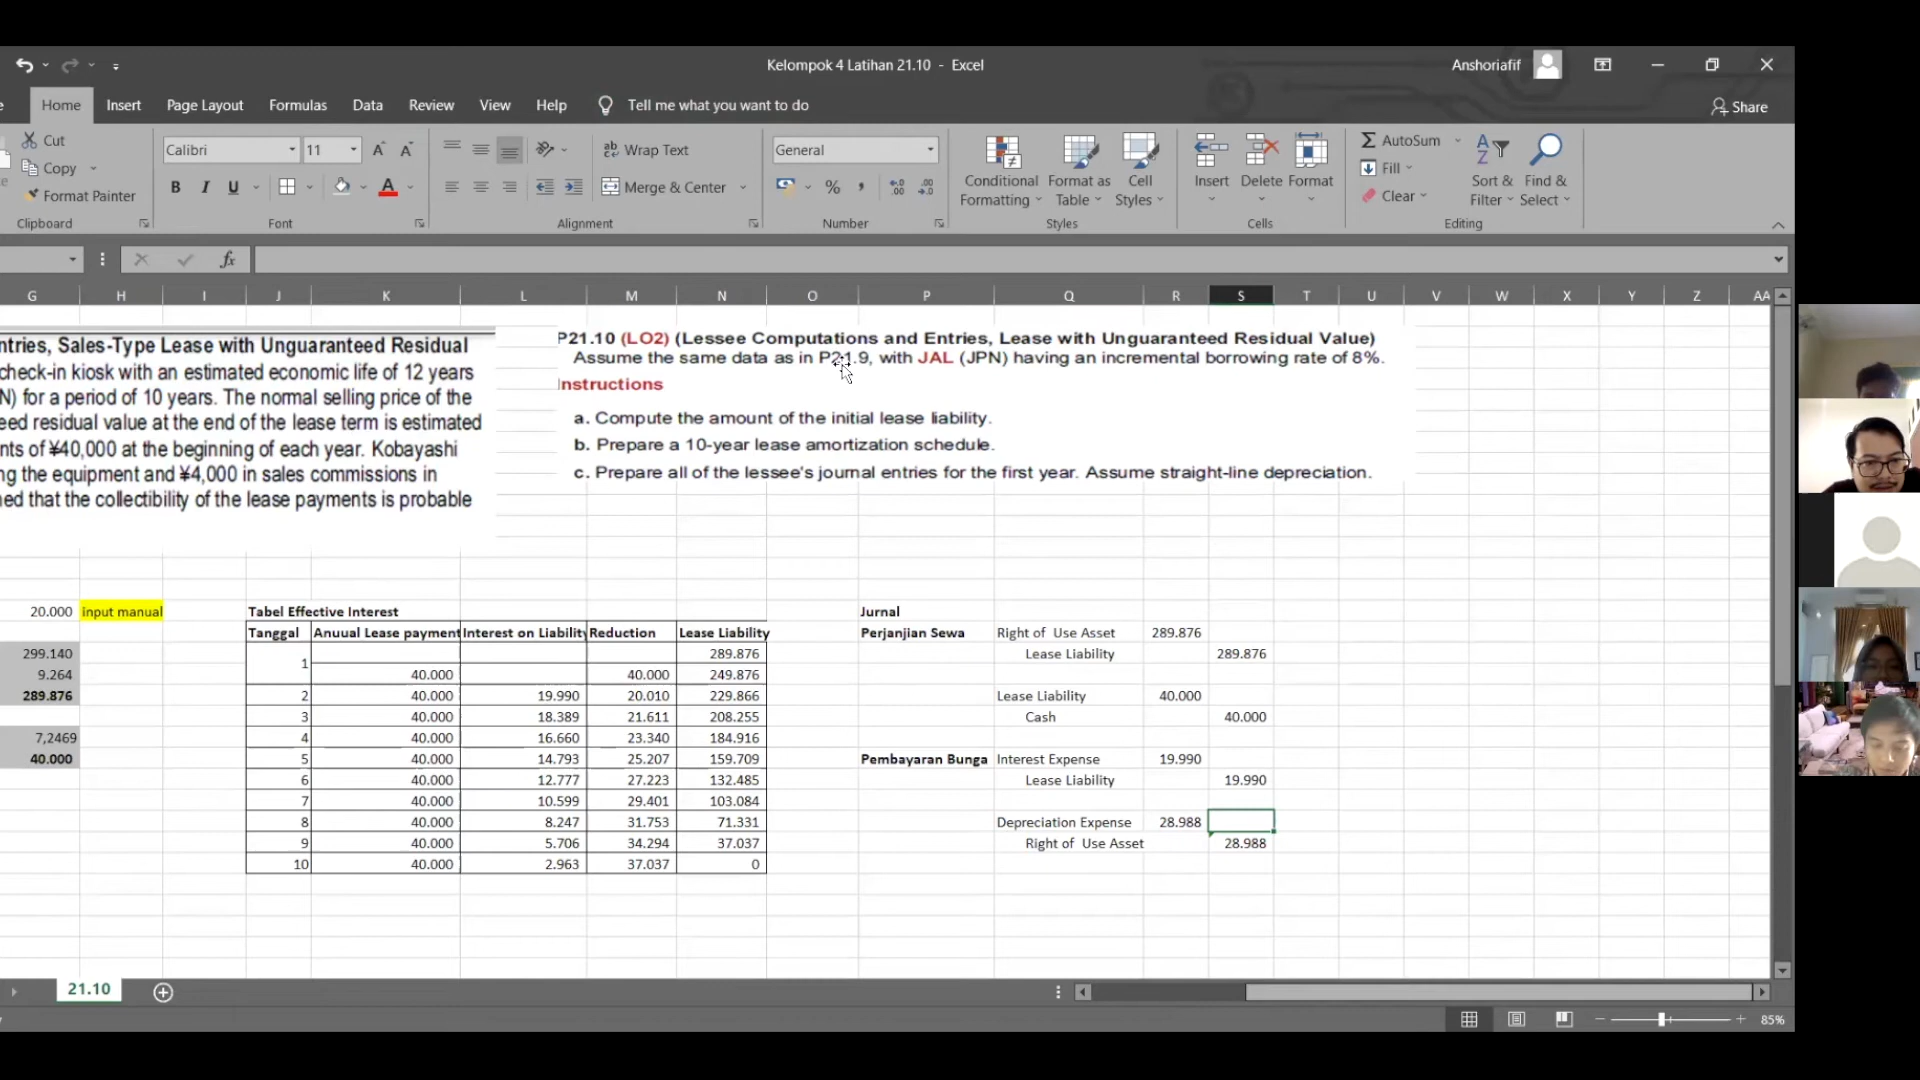 Kelompok 4 Latihan 21.10 - Excel
Anshoriafif
Home Insert Page Layout Formulas Data Review View Help Tell me what you want to do
Share
Cut
Copy
Format Painter
Clipboard
Calibri 11
B I U
Font
Wrap Text
Merge & Center
Alignment
General
Number
Conditional Formatting
Format as Table
Cell Styles
Styles
Insert Delete Format
Cells
AutoSum
Fill
Clear
Sort & Filter
Find & Select
Editing
fx
G H I J K L M N O P Q R S T U V W X Y Z AA
ntries, Sales-Type Lease with Unguaranteed Residual
check-in kiosk with an estimated economic life of 12 years
N) for a period of 10 years. The normal selling price of the
eed residual value at the end of the lease term is estimated
nts of ¥40,000 at the beginning of each year. Kobayashi
ng the equipment and ¥4,000 in sales commissions in
ned that the collectibility of the lease payments is probable
P21.10 (LO2) (Lessee Computations and Entries, Lease with Unguaranteed Residual Value)
Assume the same data as in P21.9, with JAL (JPN) having an incremental borrowing rate of 8%.
Instructions
a. Compute the amount of the initial lease liability.
b. Prepare a 10-year lease amortization schedule.
c. Prepare all of the lessee's journal entries for the first year. Assume straight-line depreciation.
20.000 input manual
299.140
9.264
289.876
7,2469
40.000
Tabel Effective Interest
Tanggal Anuual Lease payment Interest on Liability Reduction Lease Liability
289.876
1 40.000 40.000 249.876
2 40.000 19.990 20.010 229.866
3 40.000 18.389 21.611 208.255
4 40.000 16.660 23.340 184.916
5 40.000 14.793 25.207 159.709
6 40.000 12.777 27.223 132.485
7 40.000 10.599 29.401 103.084
8 40.000 8.247 31.753 71.331
9 40.000 5.706 34.294 37.037
10 40.000 2.963 37.037 0
Jurnal
Perjanjian Sewa Right of Use Asset 289.876
Lease Liability 289.876
Lease Liability 40.000
Cash 40.000
Pembayaran Bunga Interest Expense 19.990
Lease Liability 19.990
Depreciation Expense 28.988
Right of Use Asset 28.988
21.10
85%